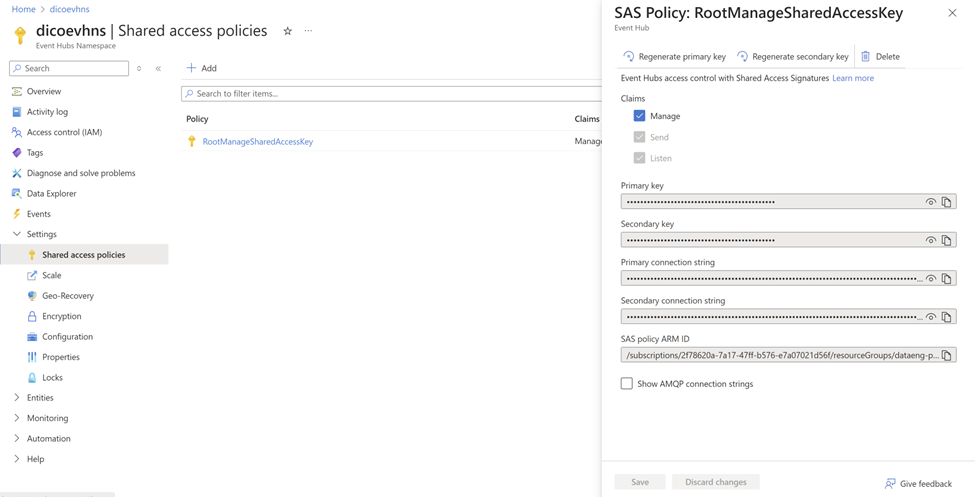 Home > dicoevhns
dicoevhns | Shared access policies
Event Hubs Namespace
Search
Overview
Activity log
Access control (IAM)
Tags
Diagnose and solve problems
Data Explorer
Events
Settings
Shared access policies
Scale
Geo-Recovery
Encryption
Configuration
Properties
Locks
Entities
Monitoring
Automation
Help
Add
Search to filter items...
Policy Claims
RootManageSharedAccessKey Manage
SAS Policy: RootManageSharedAccessKey
Event Hub
Regenerate primary key Regenerate secondary key Delete
Event Hubs access control with Shared Access Signatures Learn more
Claims
Manage
Send
Listen
Primary key
Secondary key
Primary connection string
Secondary connection string
SAS policy ARM ID
/subscriptions/2f78620a-7a17-47ff-b576-e7a07021d56f/resourceGroups/dataeng-p...
Show AMQP connection strings
Save Discard changes Give feedback